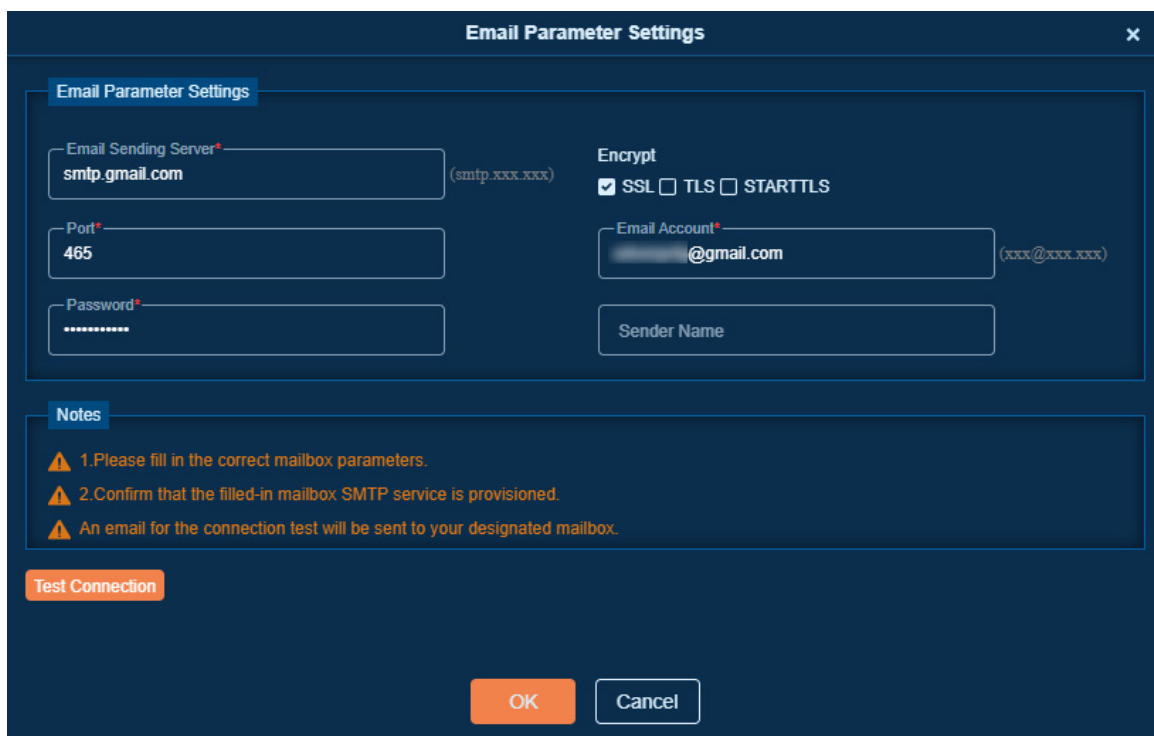 Email Parameter Settings
×
Email Parameter Settings
Email Sending Server*
smtp.gmail.com
(smtp.xxx.xxx)
Encrypt
SSL TLS STARTTLS
Port*
465
Email Account*
@gmail.com
(xxx@xxx.xxx)
Password*
•••••••••••
Sender Name
Notes
1.Please fill in the correct mailbox parameters.
2.Confirm that the filled-in mailbox SMTP service is provisioned.
An email for the connection test will be sent to your designated mailbox.
Test Connection
OK
Cancel